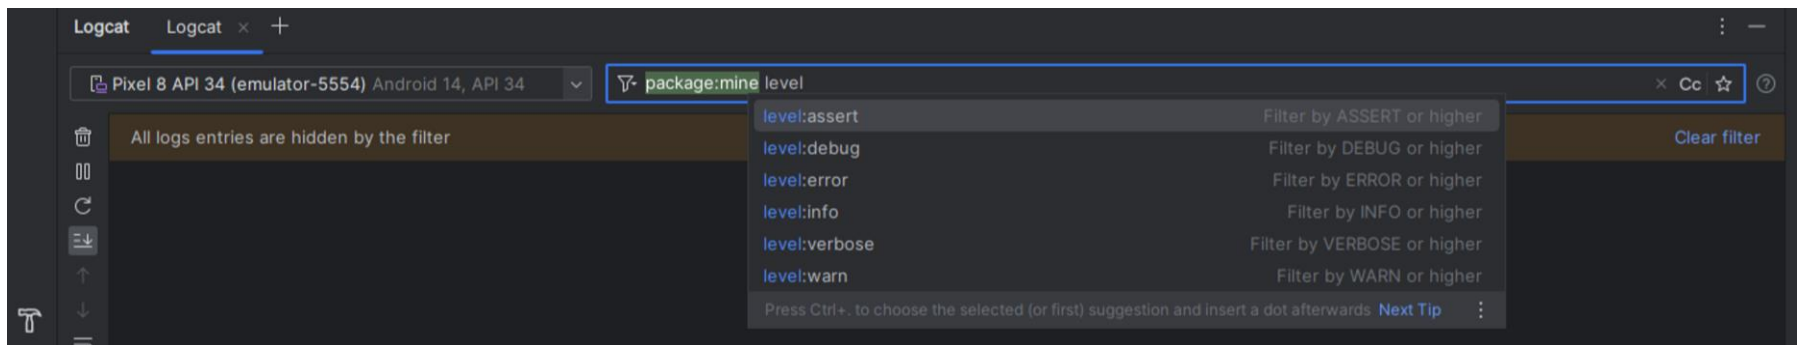 Logcat Logcat
Pixel 8 API 34 (emulator-5554) Android 14, API 34
package:mine level
Cc
All logs entries are hidden by the filter
Clear filter
level:assert Filter by ASSERT or higher
level:debug Filter by DEBUG or higher
level:error Filter by ERROR or higher
level:info Filter by INFO or higher
level:verbose Filter by VERBOSE or higher
level:warn Filter by WARN or higher
Press Ctrl+. to choose the selected (or first) suggestion and insert a dot afterwards Next Tip